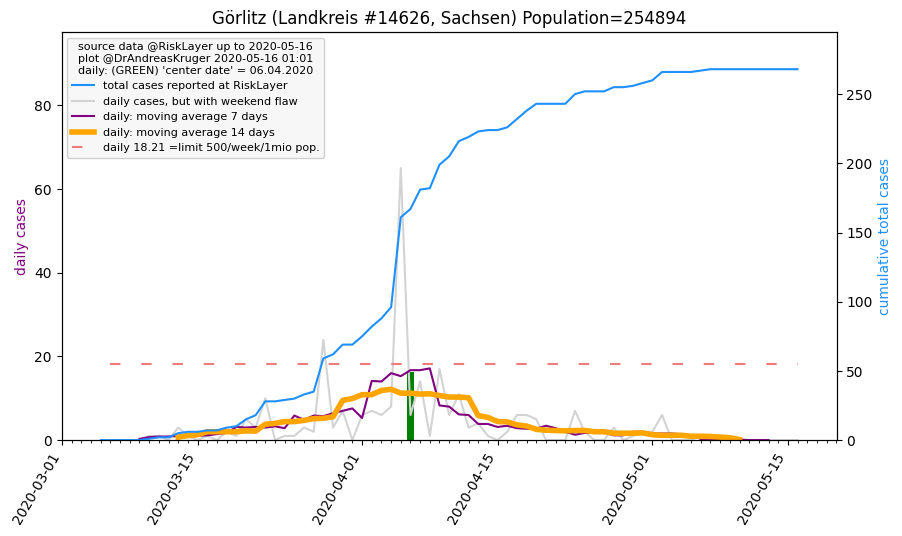 Görlitz (Landkreis #14626, Sachsen) Population=254894
source data @RiskLayer up to 2020-05-16
plot @DrAndreasKruger 2020-05-16 01:01
daily: (GREEN) 'center date' = 06.04.2020
total cases reported at RiskLayer
daily cases, but with weekend flaw
daily: moving average 7 days
daily: moving average 14 days
daily 18.21 =limit 500/week/1mio pop.
daily cases
80
60
40
20
0
cumulative total cases
250
200
150
100
50
0
2020-03-01
2020-03-15
2020-04-01
2020-04-15
2020-05-01
2020-05-15